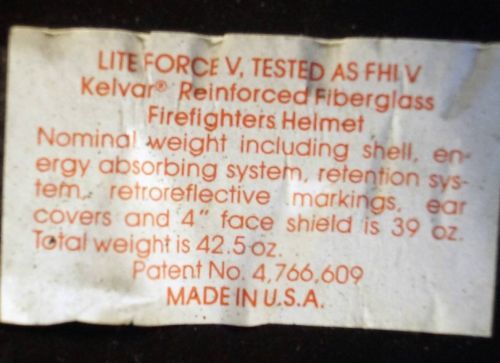 LITE FORCE V, TESTED AS FHI V
Kelvar® Reinforced Fiberglass
Firefighters Helmet
Nominal weight including shell, en-
ergy absorbing system, retention sys-
tem, retroreflective markings, ear
covers and 4" face shield is 39 oz.
Total weight is 42.5 oz.
Patent No. 4,766,609
MADE IN U.S.A.